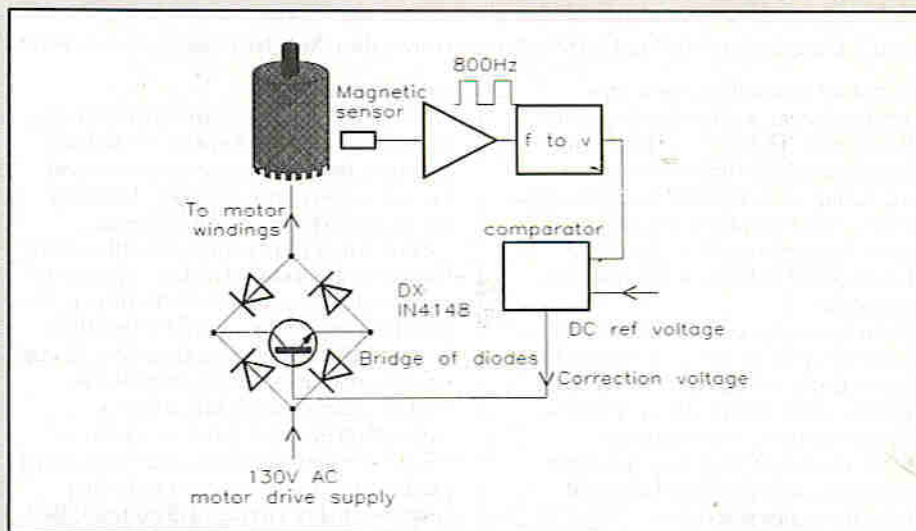 800Hz
Magnetic
sensor
f to v
To motor
windings
comparator
DX-
IN4148
DC ref voltage
Bridge of diodes
Correction voltage
130V AC
motor drive supply